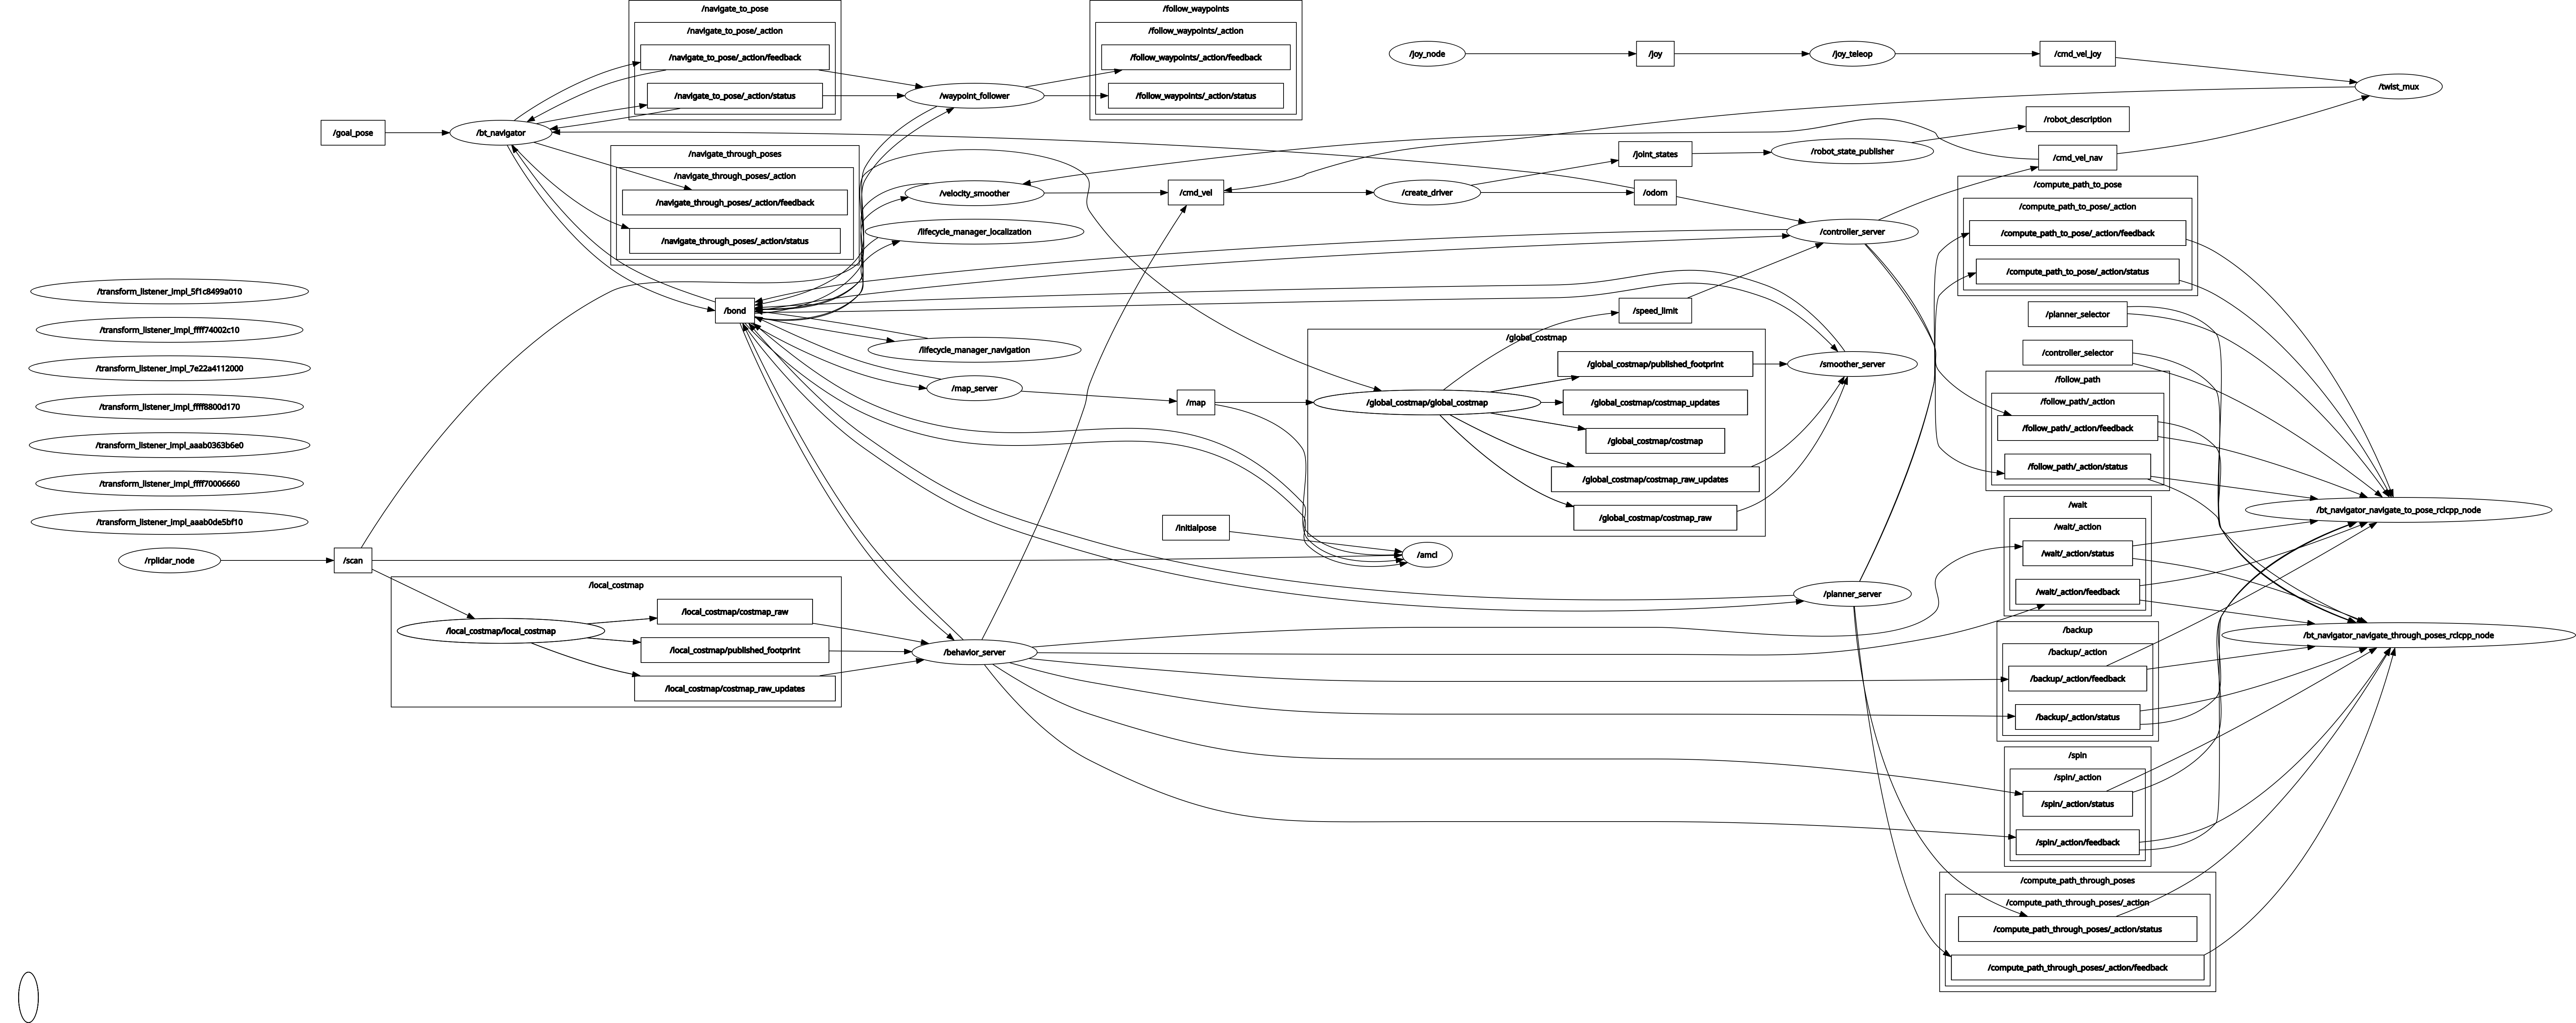 /navigate_to_pose
/navigate_to_pose/_action
/navigate_to_pose/_action/feedback
/navigate_to_pose/_action/status
/follow_waypoints
/follow_waypoints/_action
/follow_waypoints/_action/feedback
/follow_waypoints/_action/status
/joy_node
/joy
/joy_teleop
/cmd_vel_joy
/twist_mux
/waypoint_follower
/goal_pose
/bt_navigator
/robot_description
/navigate_through_poses
/navigate_through_poses/_action
/navigate_through_poses/_action/feedback
/navigate_through_poses/_action/status
/joint_states
/robot_state_publisher
/cmd_vel_nav
/velocity_smoother
/cmd_vel
/create_driver
/odom
/lifecycle_manager_localization
/controller_server
/compute_path_to_pose
/compute_path_to_pose/_action
/compute_path_to_pose/_action/feedback
/compute_path_to_pose/_action/status
/transform_listener_impl_5f1c8499a010
/transform_listener_impl_ffff74002c10
/transform_listener_impl_7e22a4112000
/transform_listener_impl_ffff8800d170
/transform_listener_impl_aaab0363b6e0
/transform_listener_impl_ffff70006660
/transform_listener_impl_aaab0de5bf10
/bond
/speed_limit
/planner_selector
/lifecycle_manager_navigation
/global_costmap
/global_costmap/published_footprint
/global_costmap/global_costmap
/global_costmap/costmap_updates
/global_costmap/costmap
/global_costmap/costmap_raw_updates
/global_costmap/costmap_raw
/smoother_server
/controller_selector
/map_server
/map
/follow_path
/follow_path/_action
/follow_path/_action/feedback
/follow_path/_action/status
/bt_navigator_navigate_to_pose_rclcpp_node
/initialpose
/amcl
/rplidar_node
/scan
/wait
/wait/_action
/wait/_action/status
/wait/_action/feedback
/local_costmap
/local_costmap/costmap_raw
/local_costmap/local_costmap
/local_costmap/published_footprint
/local_costmap/costmap_raw_updates
/behavior_server
/planner_server
/bt_navigator_navigate_through_poses_rclcpp_node
/backup
/backup/_action
/backup/_action/feedback
/backup/_action/status
/spin
/spin/_action
/spin/_action/status
/spin/_action/feedback
/compute_path_through_poses
/compute_path_through_poses/_action
/compute_path_through_poses/_action/status
/compute_path_through_poses/_action/feedback